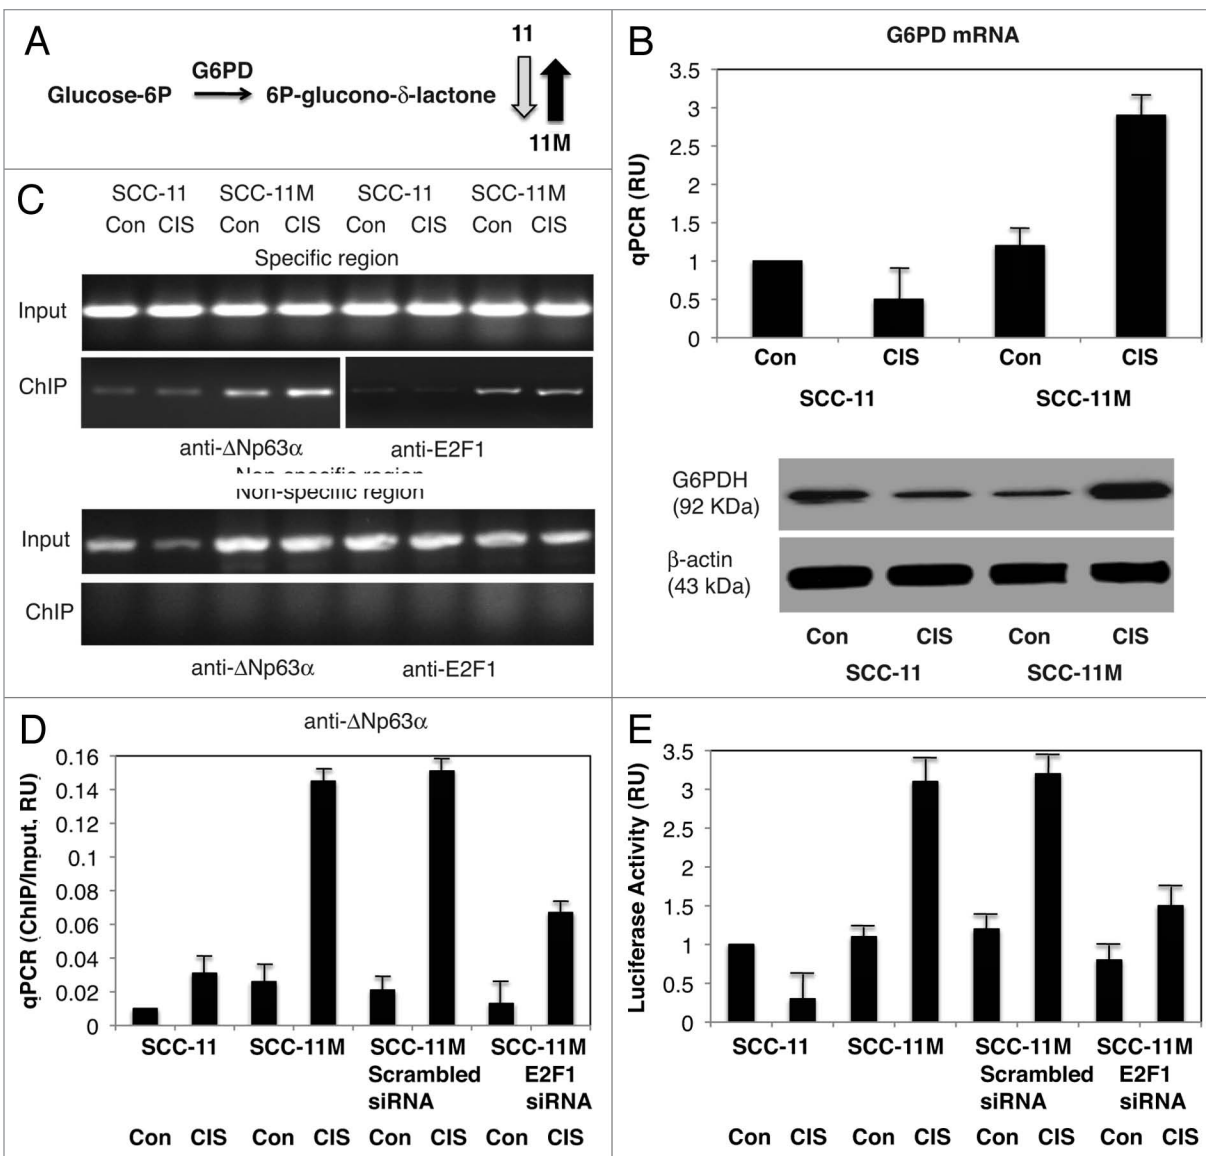 A
11
G6PD
Glucose-6P
6P-glucono-δ-lactone
11M
B
G6PD mRNA
qPCR (RU)
3.5
3
2.5
2
1.5
1
0.5
0
Con CIS Con CIS
SCC-11 SCC-11M
G6PDH
(92 KDa)
β-actin
(43 kDa)
Con CIS Con CIS
SCC-11 SCC-11M
C
SCC-11 SCC-11M SCC-11 SCC-11M
Con CIS Con CIS Con CIS Con CIS
Specific region
Input
ChIP
anti-ΔNp63α anti-E2F1
Non-specific region
Non-specific region
Input
ChIP
anti-ΔNp63α anti-E2F1
D
anti-ΔNp63α
qPCR (ChIP/Input, RU)
0.16
0.14
0.12
0.1
0.08
0.06
0.04
0.02
0
SCC-11 SCC-11M SCC-11M SCC-11M
Scrambled E2F1
siRNA siRNA
Con CIS Con CIS Con CIS Con CIS
E
Luciferase Activity (RU)
3.5
3
2.5
2
1.5
1
0.5
0
SCC-11 SCC-11M SCC-11M SCC-11M
Scrambled E2F1
siRNA siRNA
Con CIS Con CIS Con CIS Con CIS